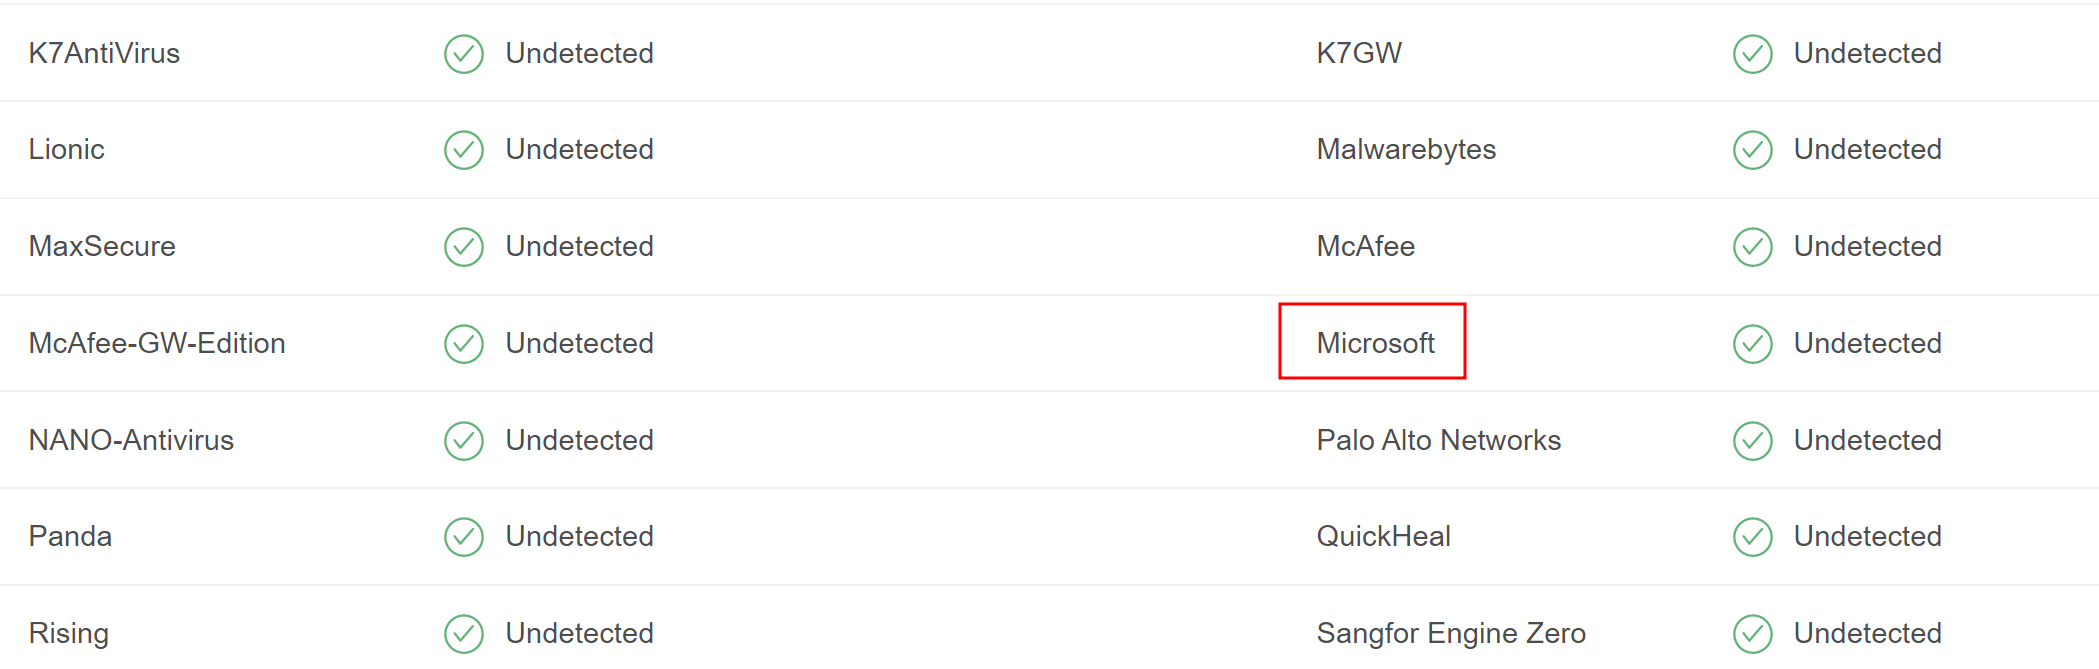 K7AntiVirus Undetected K7GW Undetected
Lionic Undetected Malwarebytes Undetected
MaxSecure Undetected McAfee Undetected
McAfee-GW-Edition Undetected Microsoft Undetected
NANO-Antivirus Undetected Palo Alto Networks Undetected
Panda Undetected QuickHeal Undetected
Rising Undetected Sangfor Engine Zero Undetected